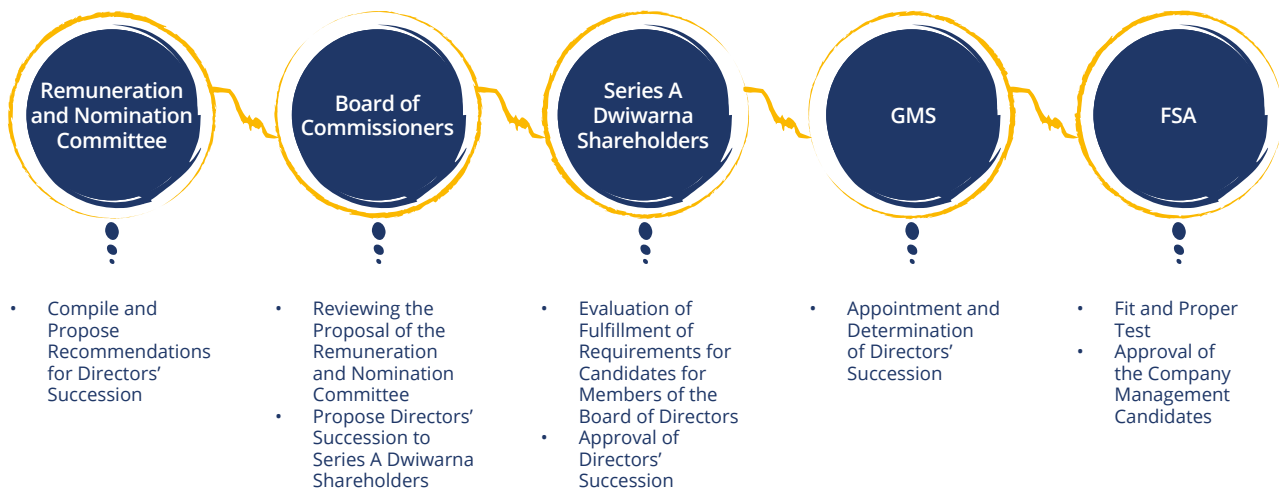 Remuneration
and Nomination
Committee
Board of
Commissioners
Series A
Dwiwarna
Shareholders
GMS
FSA
• Compile and
Propose
Recommendations
for Directors’
Succession
• Reviewing the
Proposal of the
Remuneration
and Nomination
Committee
• Propose Directors’
Succession to
Series A Dwiwarna
Shareholders
• Evaluation of
Fulfillment of
Requirements for
Candidates for
Members of the
Board of Directors
• Approval of
Directors’
Succession
• Appointment and
Determination
of Directors’
Succession
• Fit and Proper
Test
• Approval of
the Company
Management
Candidates